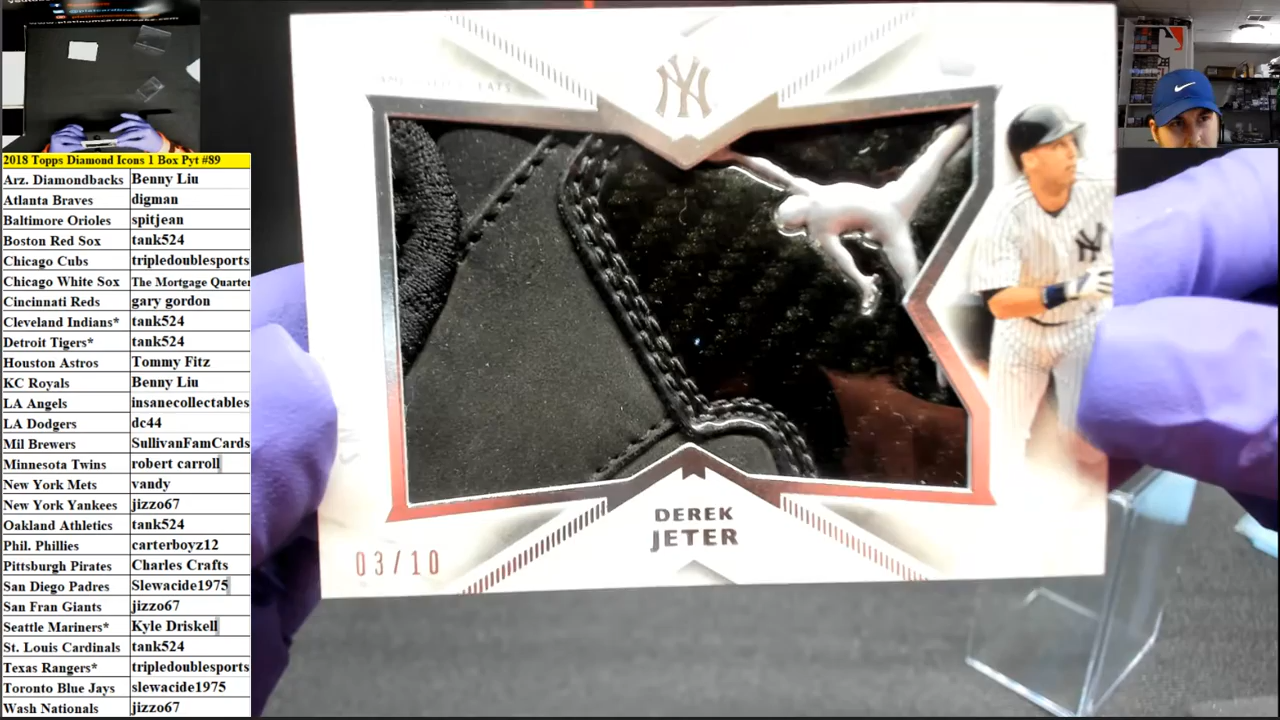 www.platinumcardbreaks.com
2018 Topps Diamond Icons 1 Box Pyt #89
Arz. Diamondbacks Benny Liu
Atlanta Braves digman
Baltimore Orioles spitjean
Boston Red Sox tank524
Chicago Cubs tripledoublesports
Chicago White Sox The Mortgage Quarter
Cincinnati Reds gary gordon
Cleveland Indians* tank524
Detroit Tigers* tank524
Houston Astros Tommy Fitz
KC Royals Benny Liu
LA Angels insanecollectables
LA Dodgers dc44
Mil Brewers SullivanFamCards
Minnesota Twins robert carroll
New York Mets vandy
New York Yankees jizzo67
Oakland Athletics tank524
Phil. Phillies carterboyz12
Pittsburgh Pirates Charles Crafts
San Diego Padres Slewacide1975
San Fran Giants jizzo67
Seattle Mariners* Kyle Driskell
St. Louis Cardinals tank524
Texas Rangers* tripledoublesports
Toronto Blue Jays slewacide1975
Wash Nationals jizzo67
NY
NY
DEREK
JETER
03/10